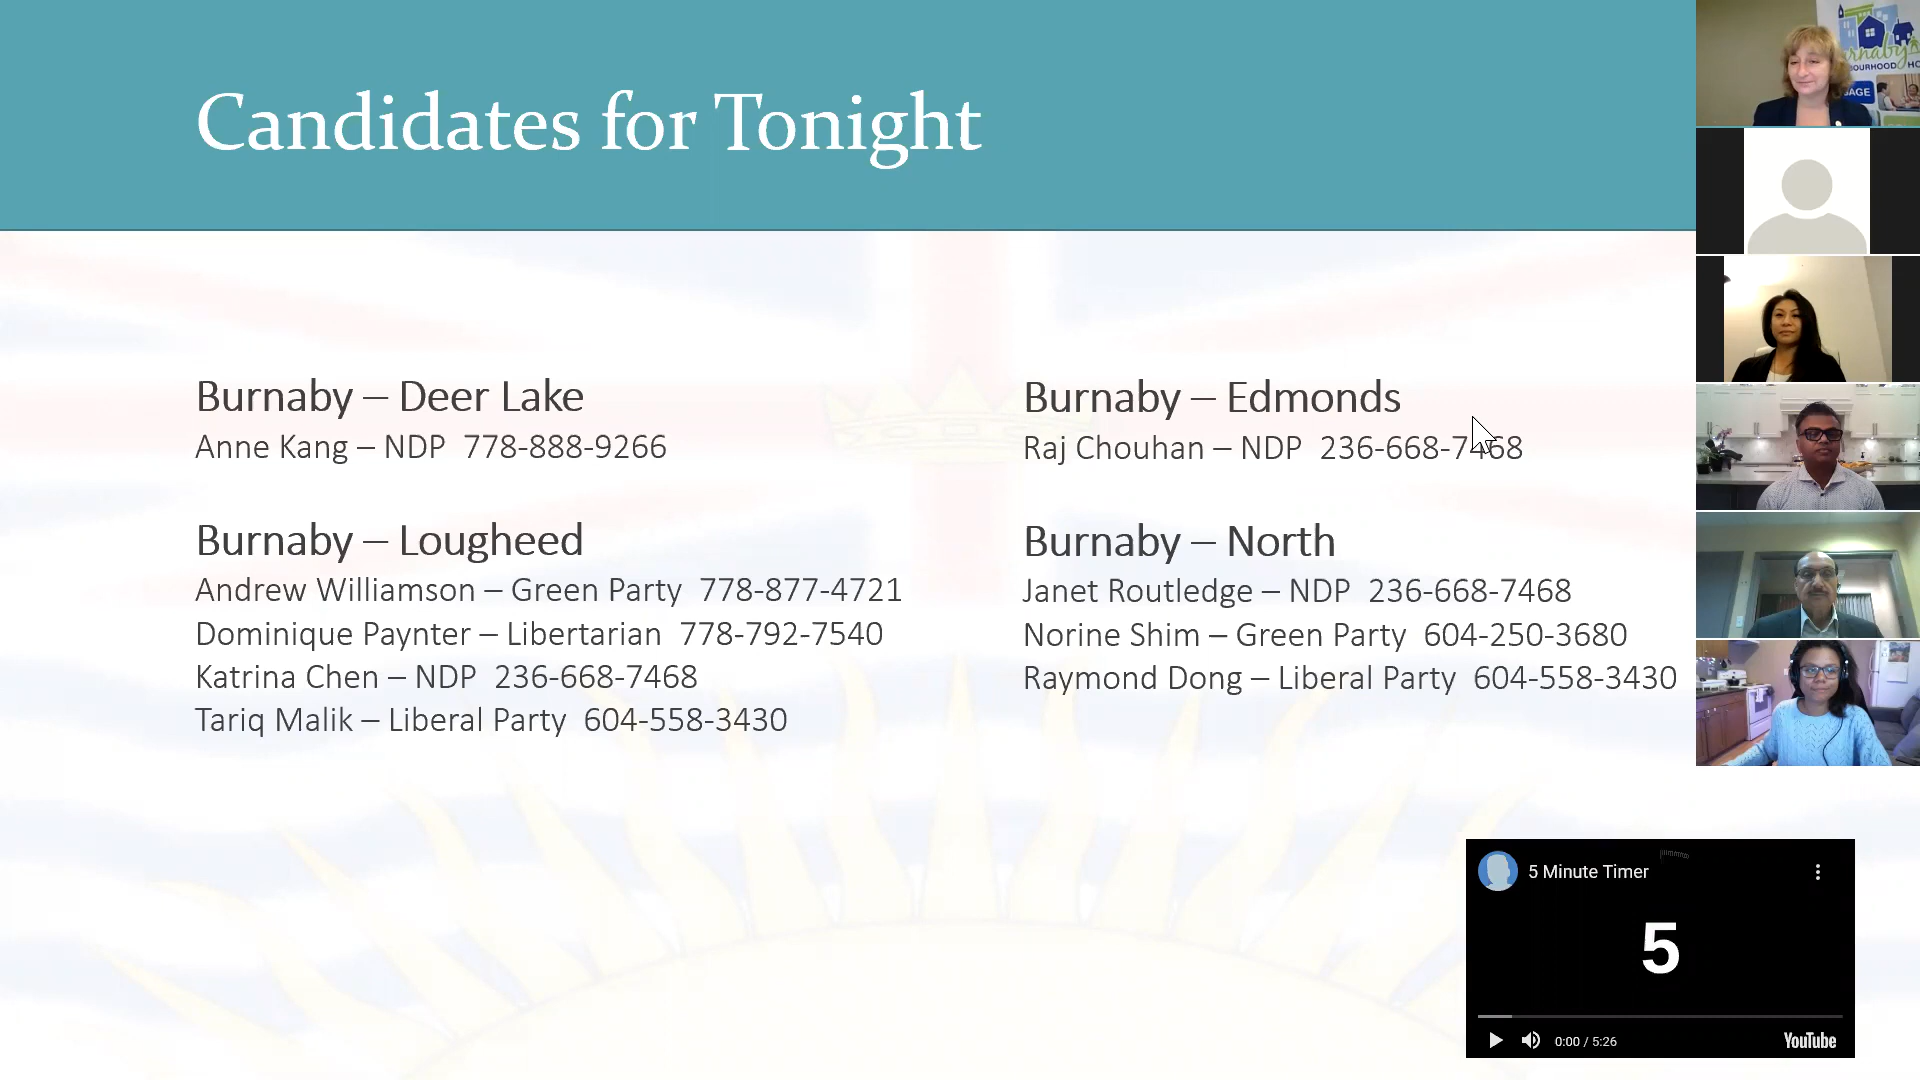 Candidates for Tonight
Burnaby – Deer Lake
Anne Kang – NDP 778-888-9266
Burnaby – Lougheed
Andrew Williamson – Green Party 778-877-4721
Dominique Paynter – Libertarian 778-792-7540
Katrina Chen – NDP 236-668-7468
Tariq Malik – Liberal Party 604-558-3430
Burnaby – Edmonds
Raj Chouhan – NDP 236-668-7468
Burnaby – North
Janet Routledge – NDP 236-668-7468
Norine Shim – Green Party 604-250-3680
Raymond Dong – Liberal Party 604-558-3430
5 Minute Timer
5
0:00 / 5:26
YouTube